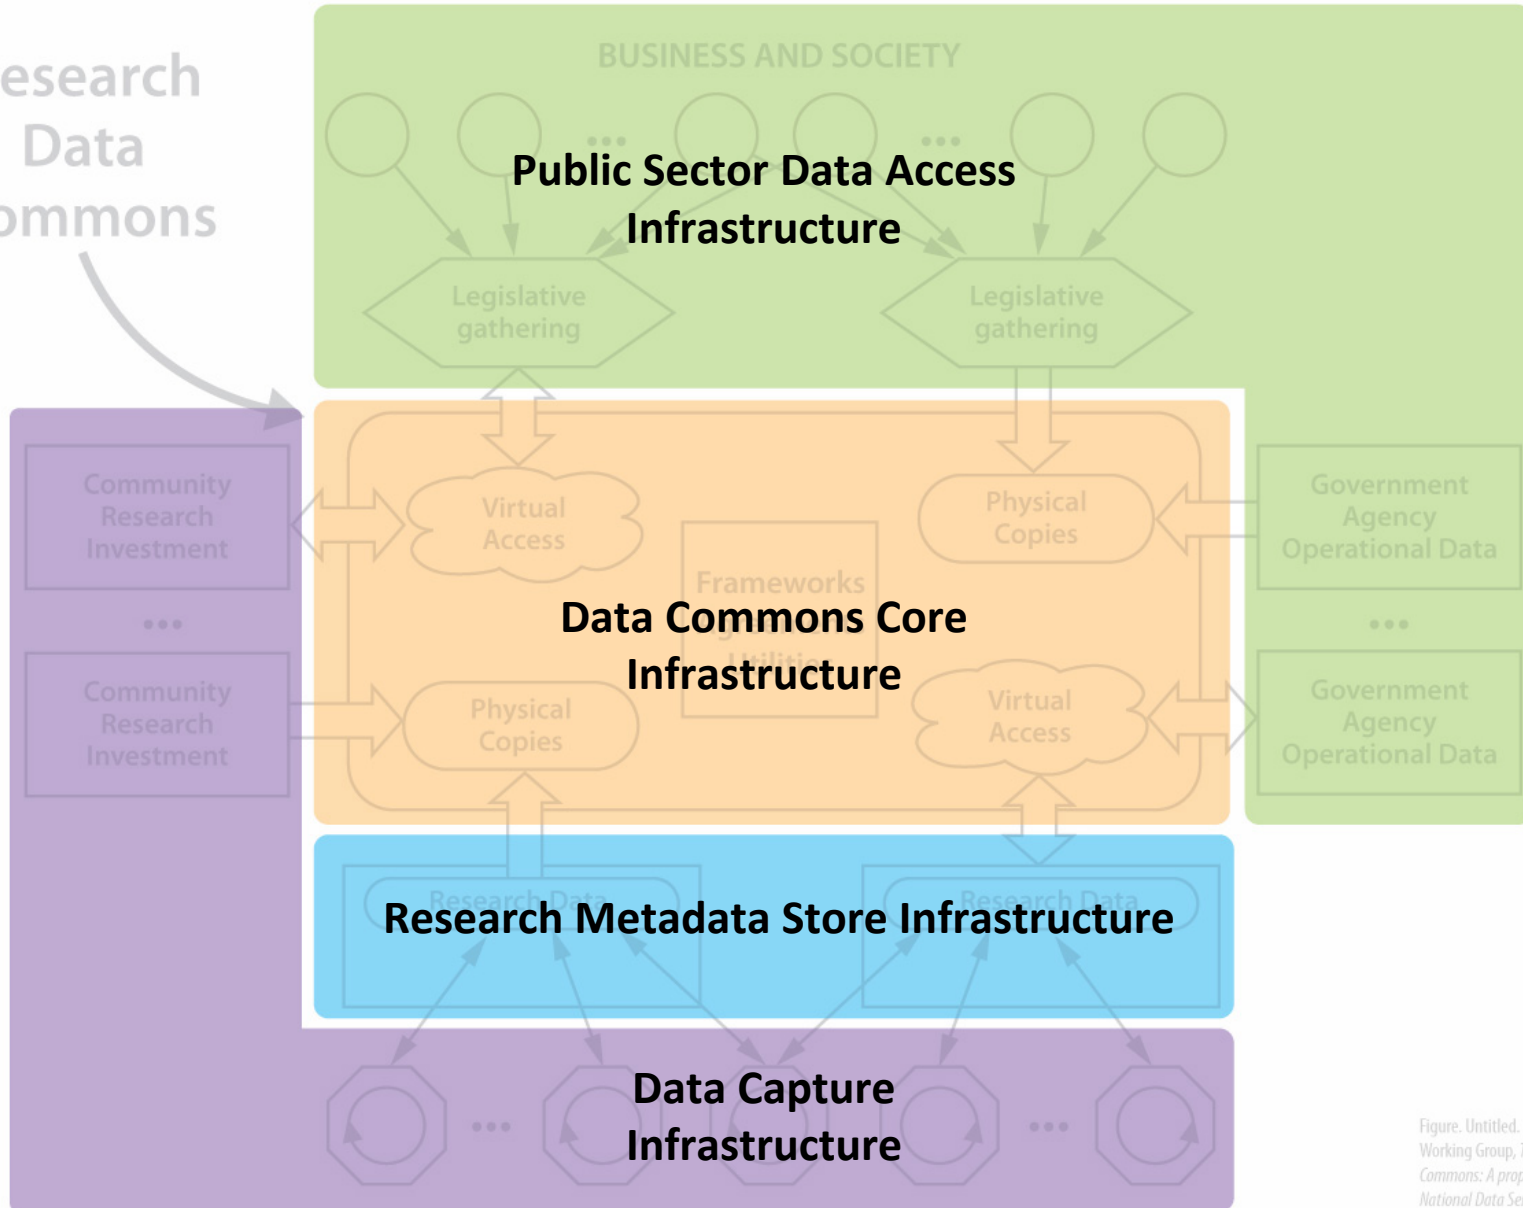 esearch
Data
ommons
BUSINESS AND SOCIETY
...
...
Public Sector Data Access
Infrastructure
Legislative
gathering
Legislative
gathering
Community
Research
Investment
...
Community
Research
Investment
Virtual
Access
Physical
Copies
Frameworks
Agreements
Utilities
Data Commons Core
Infrastructure
Physical
Copies
Virtual
Access
Government
Agency
Operational Data
...
Government
Agency
Operational Data
Research Data
Research Data
Research Metadata Store Infrastructure
Data Capture
Infrastructure
...
...
Figure. Untitled.
Working Group,
Commons: A prop
National Data Se